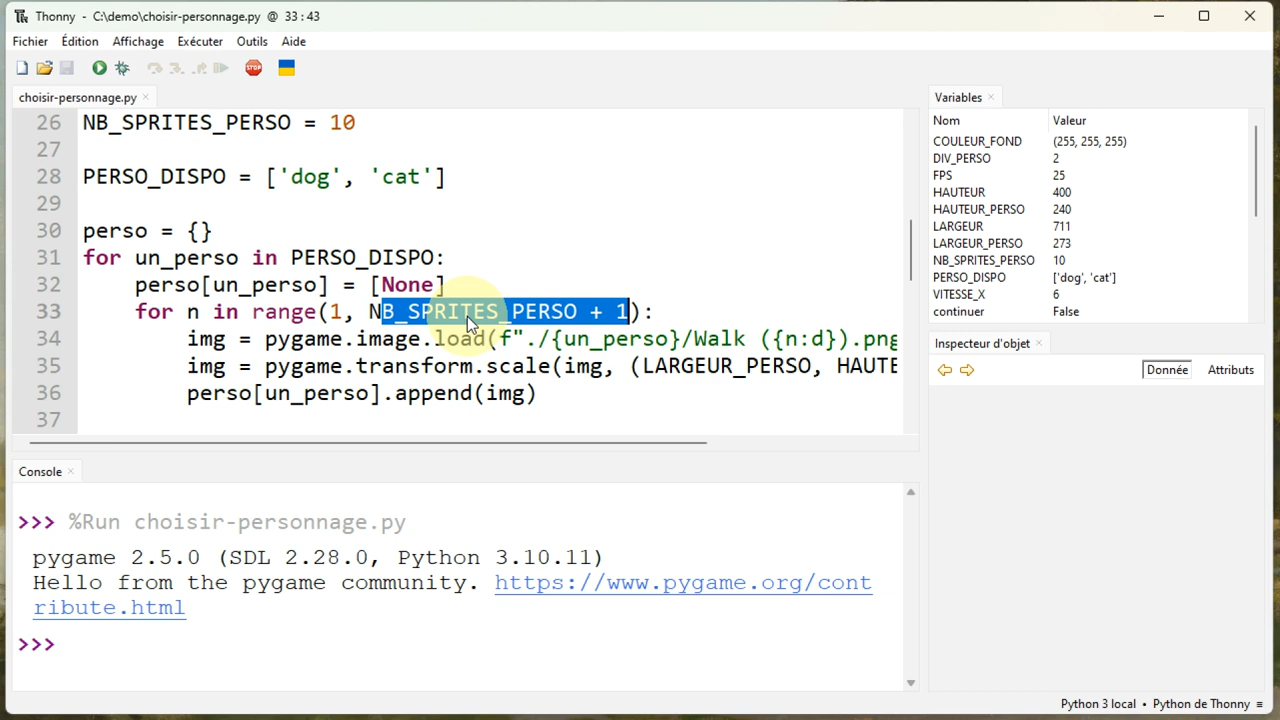 Thonny - C:\demo\choisir-personnage.py @ 33:43
Fichier Édition Affichage Exécuter Outils Aide
STOP
choisir-personnage.py ×
26 NB_SPRITES_PERSO = 10
27
28 PERSO_DISPO = ['dog', 'cat']
29
30 perso = {}
31 for un_perso in PERSO_DISPO:
32 perso[un_perso] = [None]
33 for n in range(1, NB_SPRITES_PERSO + 1):
34 img = pygame.image.load(f"./{un_perso}/Walk ({n:d}).png
35 img = pygame.transform.scale(img, (LARGEUR_PERSO, HAUTE
36 perso[un_perso].append(img)
37
Console ×
>>> %Run choisir-personnage.py
pygame 2.5.0 (SDL 2.28.0, Python 3.10.11)
Hello from the pygame community. https://www.pygame.org/cont
ribute.html
>>>
Variables ×
Nom Valeur
COULEUR_FOND (255, 255, 255)
DIV_PERSO 2
FPS 25
HAUTEUR 400
HAUTEUR_PERSO 240
LARGEUR 711
LARGEUR_PERSO 273
NB_SPRITES_PERSO 10
PERSO_DISPO ['dog', 'cat']
VITESSE_X 6
continuer False
Inspecteur d'objet ×
Donnée Attributs
Python 3 local • Python de Thonny ≡